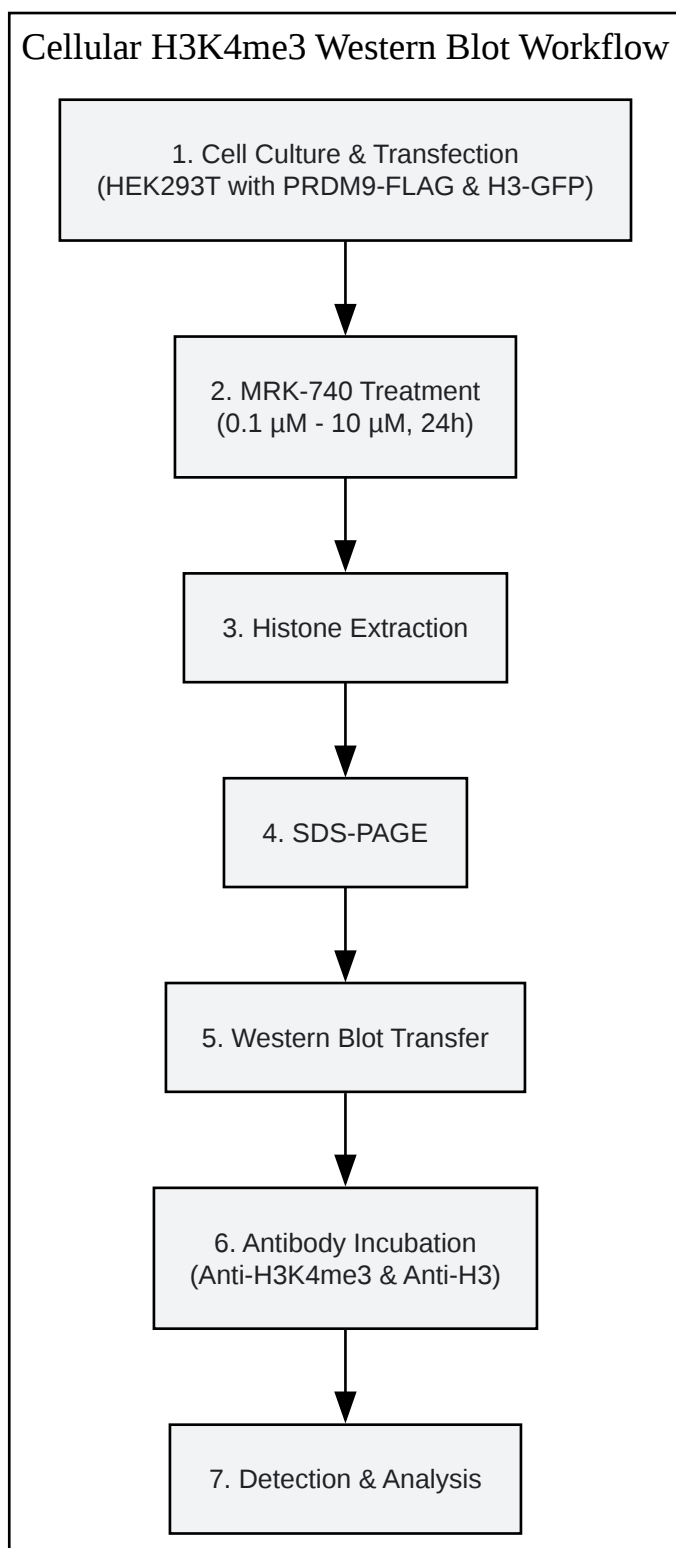 Cellular H3K4me3 Western Blot Workflow
1. Cell Culture & Transfection
(HEK293T with PRDM9-FLAG & H3-GFP)
2. MRK-740 Treatment
(0.1 µM - 10 µM, 24h)
3. Histone Extraction
4. SDS-PAGE
5. Western Blot Transfer
6. Antibody Incubation
(Anti-H3K4me3 & Anti-H3)
7. Detection & Analysis